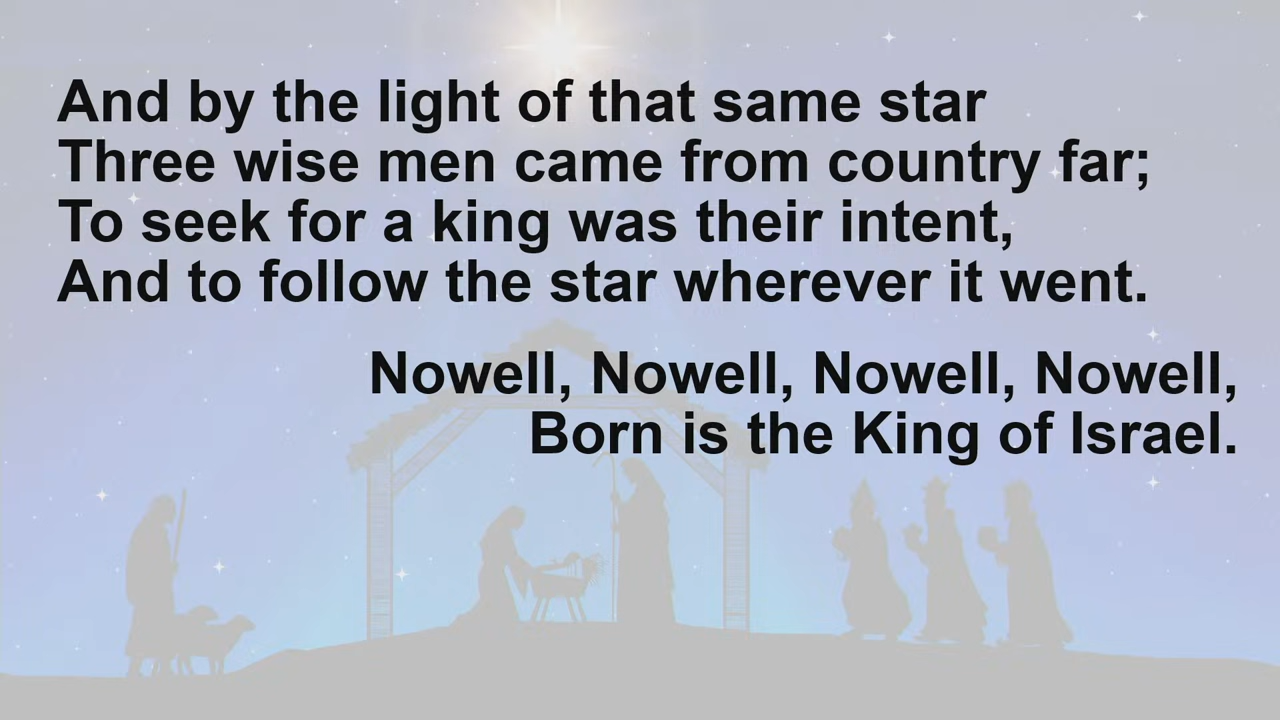 And by the light of that same star
Three wise men came from country far;
To seek for a king was their intent,
And to follow the star wherever it went.
Nowell, Nowell, Nowell, Nowell,
Born is the King of Israel.